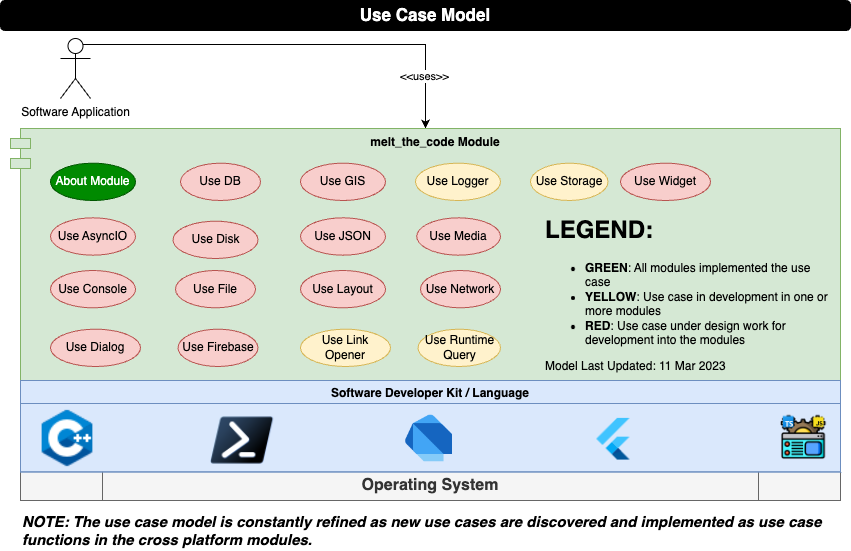 Use Case Model
<<uses>>
Software Application
melt_the_code Module
About Module
Use DB
Use GIS
Use Logger
Use Storage
Use Widget
Use AsyncIO
Use Disk
Use JSON
Use Media
Use Console
Use File
Use Layout
Use Network
Use Dialog
Use Firebase
Use Link
Opener
Use Runtime
Query
LEGEND:
• GREEN: All modules implemented the use
case
• YELLOW: Use case in development in one or
more modules
• RED: Use case under design work for
development into the modules
Model Last Updated: 11 Mar 2023
Software Developer Kit / Language
C++
TS
JS
Operating System
NOTE: The use case model is constantly refined as new use cases are discovered and implemented as use case
functions in the cross platform modules.